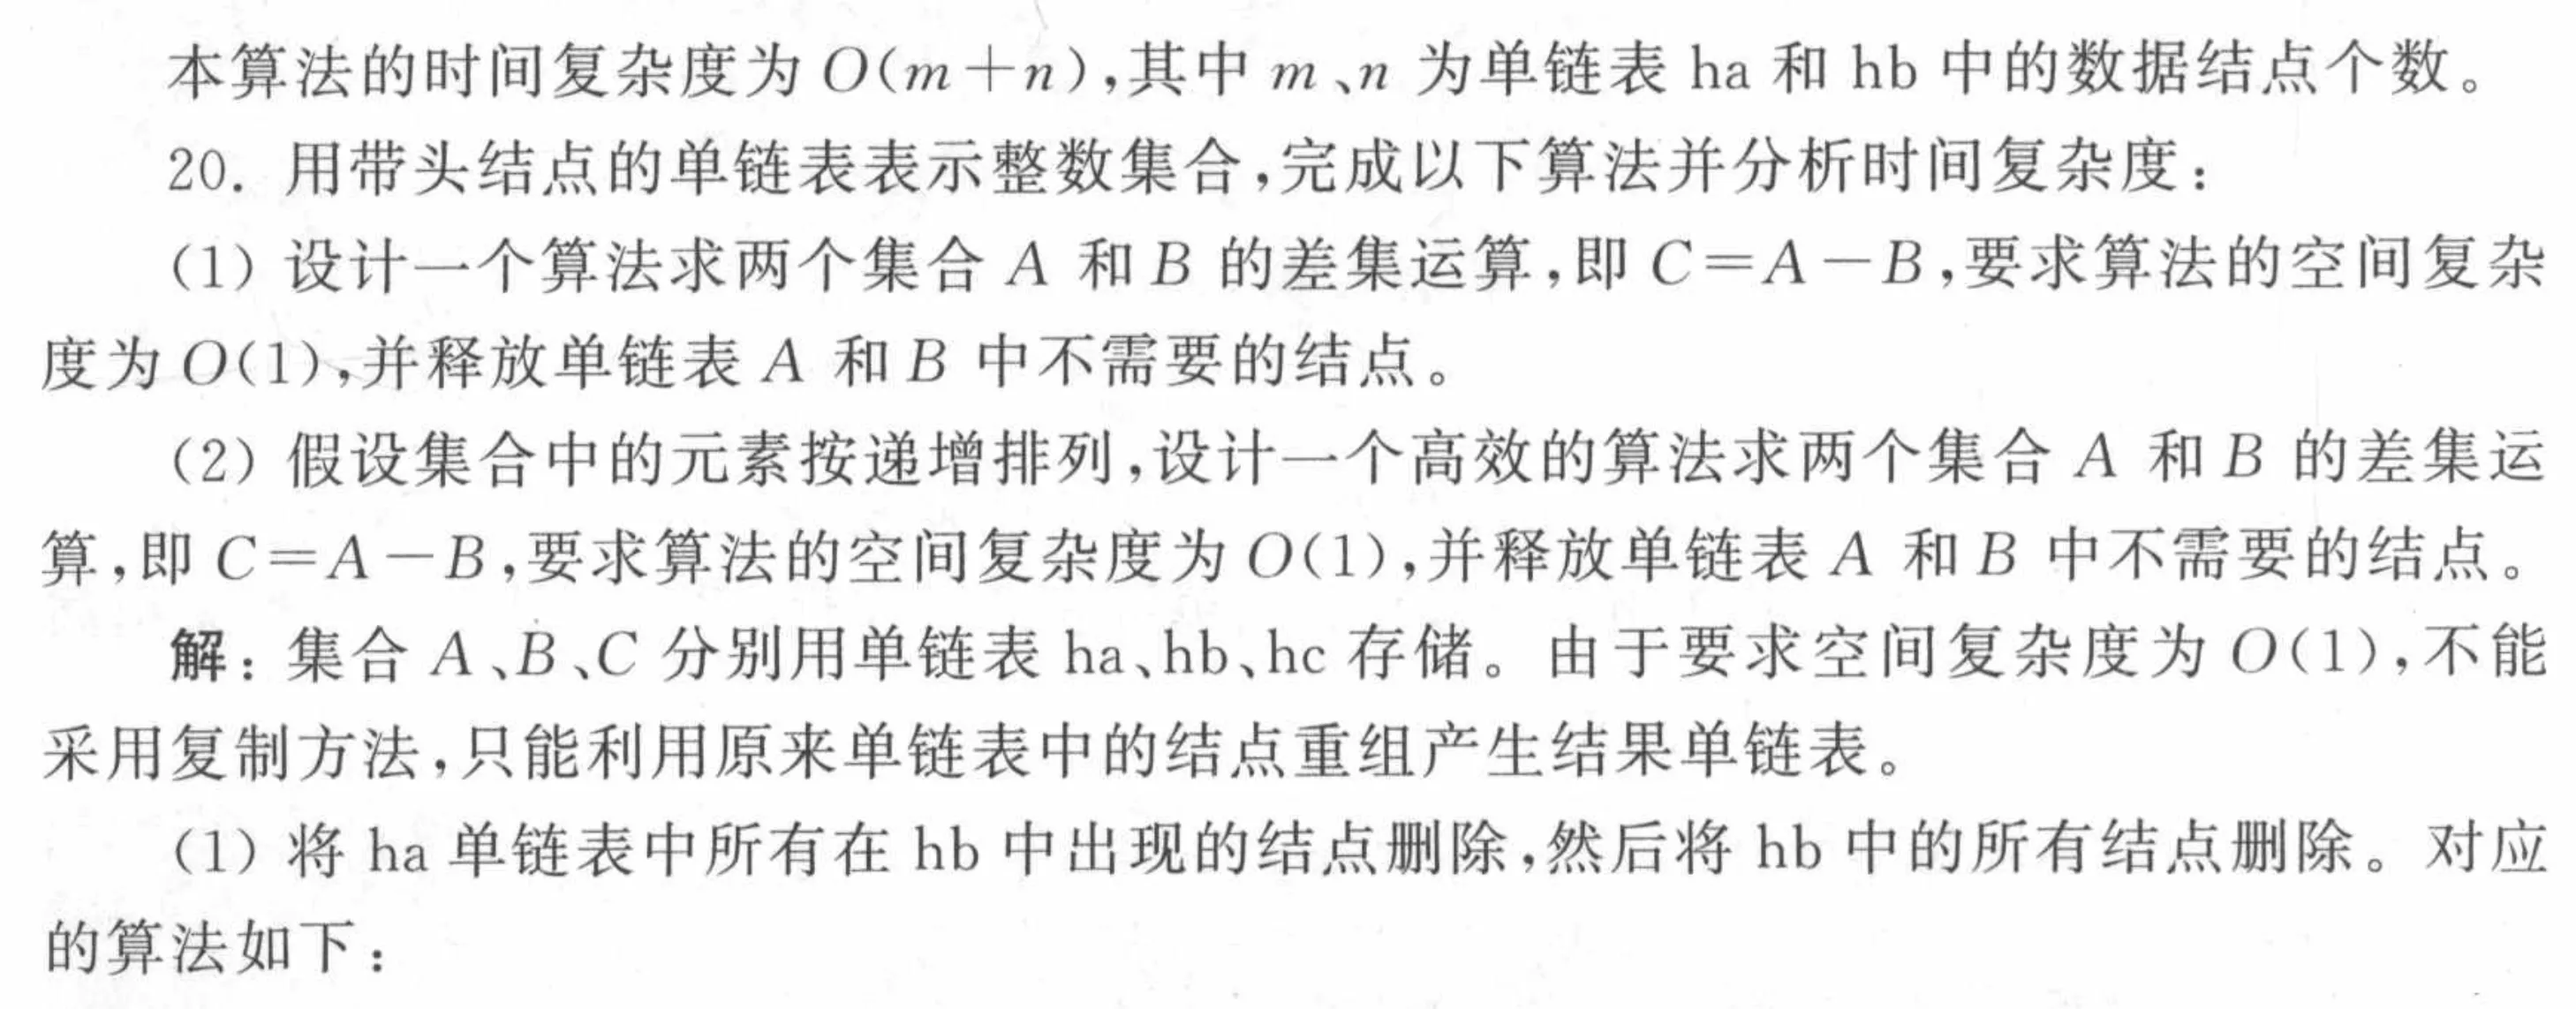 本算法的时间复杂度为 O(m+n),其中 m、n 为单链表 ha 和 hb 中的数据结点个数。
20. 用带头结点的单链表表示整数集合,完成以下算法并分析时间复杂度:
(1) 设计一个算法求两个集合 A 和 B 的差集运算,即 C=A-B,要求算法的空间复杂
度为 O(1),并释放单链表 A 和 B 中不需要的结点。
(2) 假设集合中的元素按递增排列,设计一个高效的算法求两个集合 A 和 B 的差集运
算,即 C=A-B,要求算法的空间复杂度为 O(1),并释放单链表 A 和 B 中不需要的结点。
解:集合 A、B、C 分别用单链表 ha、hb、hc 存储。由于要求空间复杂度为 O(1),不能
采用复制方法,只能利用原来单链表中的结点重组产生结果单链表。
(1) 将 ha 单链表中所有在 hb 中出现的结点删除,然后将 hb 中的所有结点删除。对应
的算法如下: